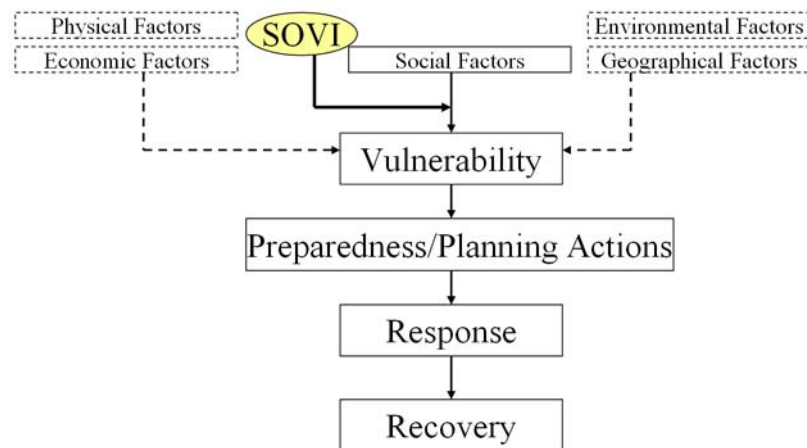 Physical Factors
SOVI
Environmental Factors
Economic Factors
Social Factors
Geographical Factors
Vulnerability
Preparedness/Planning Actions
Response
Recovery